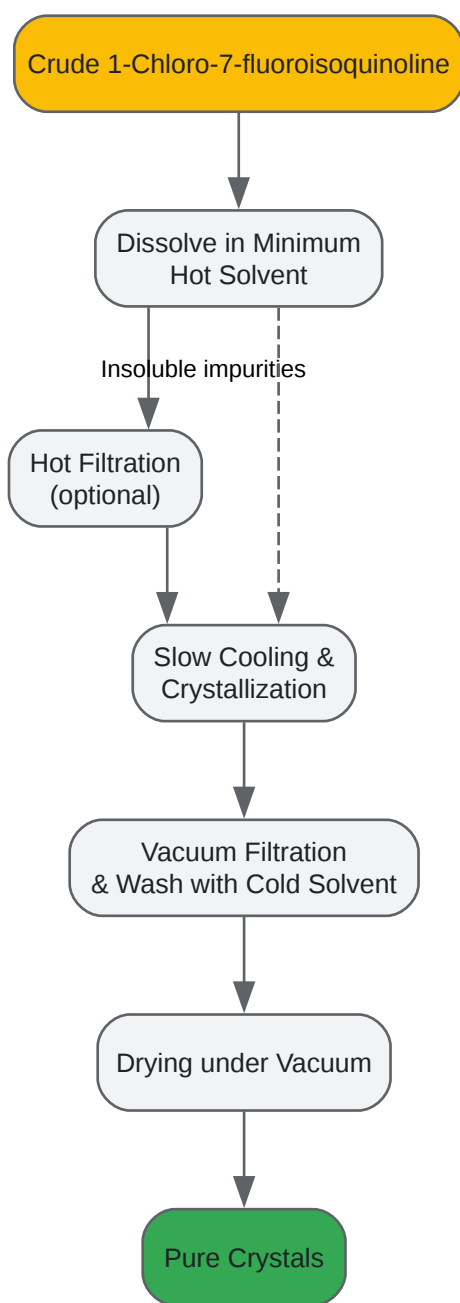 Crude 1-Chloro-7-fluoroisoquinoline
Dissolve in Minimum
Hot Solvent
Insoluble impurities
Hot Filtration
(optional)
Slow Cooling &
Crystallization
Vacuum Filtration
& Wash with Cold Solvent
Drying under Vacuum
Pure Crystals